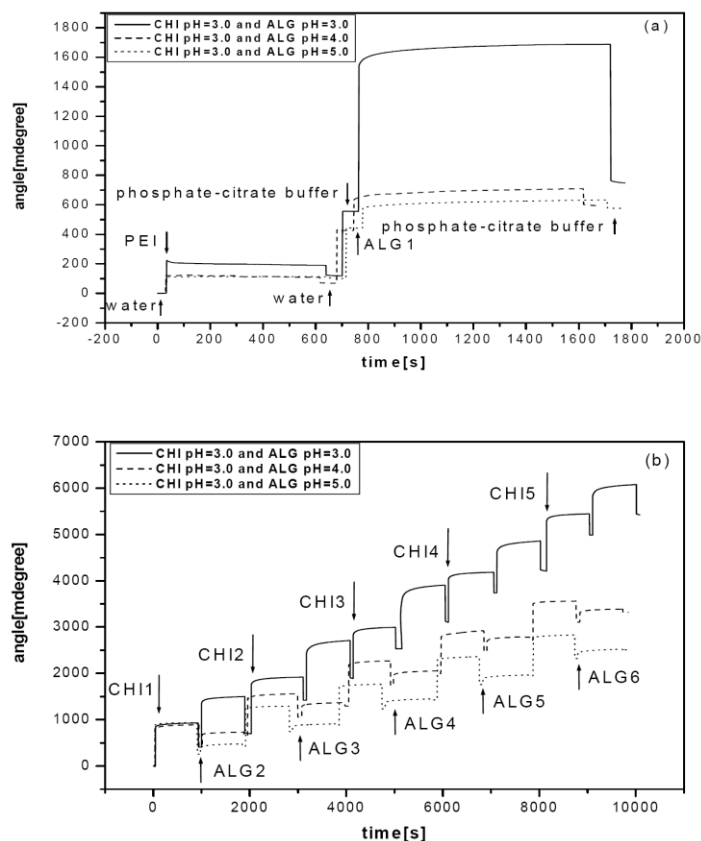 1800
1600
1400
1200
1000
800
600
400
200
0
-200
angle[mdegree]
CHI pH=3.0 and ALG pH=3.0
CHI pH=3.0 and ALG pH=4.0
CHI pH=3.0 and ALG pH=5.0
(a)
phosphate-citrate buffer
PEI
ALG1
phosphate-citrate buffer
water
water
-200 0 200 400 600 800 1000 1200 1400 1600 1800 2000
time[s]
7000
6000
5000
4000
3000
2000
1000
0
angle[mdegree]
CHI pH=3.0 and ALG pH=3.0
CHI pH=3.0 and ALG pH=4.0
CHI pH=3.0 and ALG pH=5.0
(b)
CHI5
CHI4
CHI3
CHI2
CHI1
ALG2
ALG3
ALG4
ALG5
ALG6
0 2000 4000 6000 8000 10000
time[s]